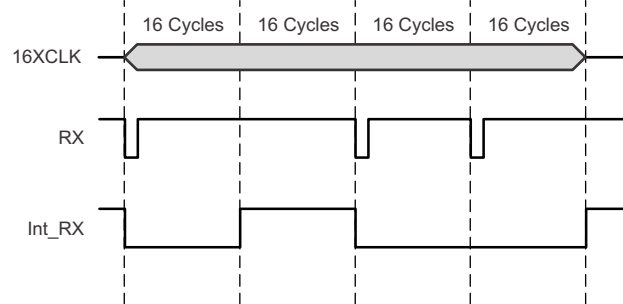 16 Cycles 16 Cycles 16 Cycles 16 Cycles
16XCLK
RX
Int_RX